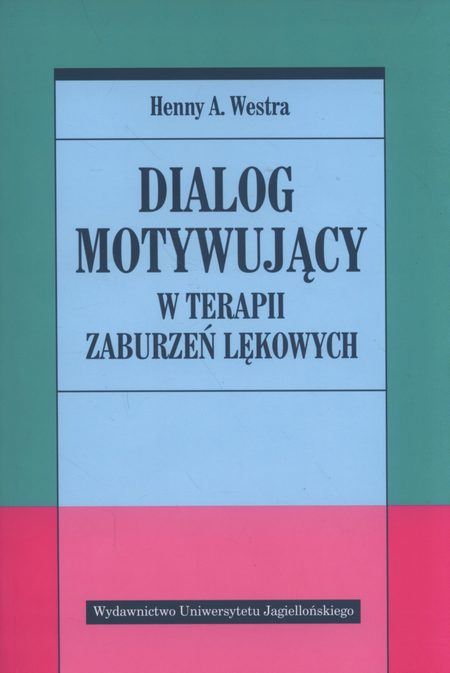 Henny A. Westra
DIALOG
MOTYWUJĄCY
W TERAPII
ZABURZEŃ LĘKOWYCH
Wydawnictwo Uniwersytetu Jagiellońskiego